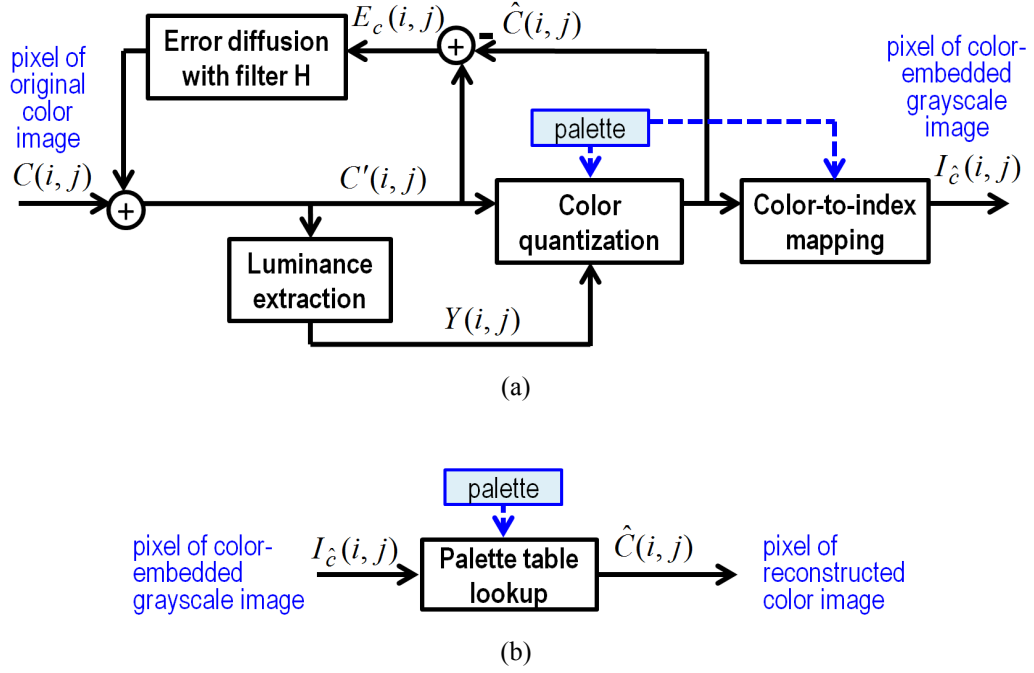 E_c(i, j)
Ĉ(i, j)
Error diffusion
with filter H
+
-
pixel of
original
color
image
pixel of color-
embedded
grayscale
image
palette
C(i, j)
C'(i, j)
I_ĉ(i, j)
+
Color
quantization
Color-to-index
mapping
Luminance
extraction
Y(i, j)
(a)
palette
pixel of color-
embedded
grayscale image
I_ĉ(i, j)
Palette table
lookup
Ĉ(i, j)
pixel of
reconstructed
color image
(b)